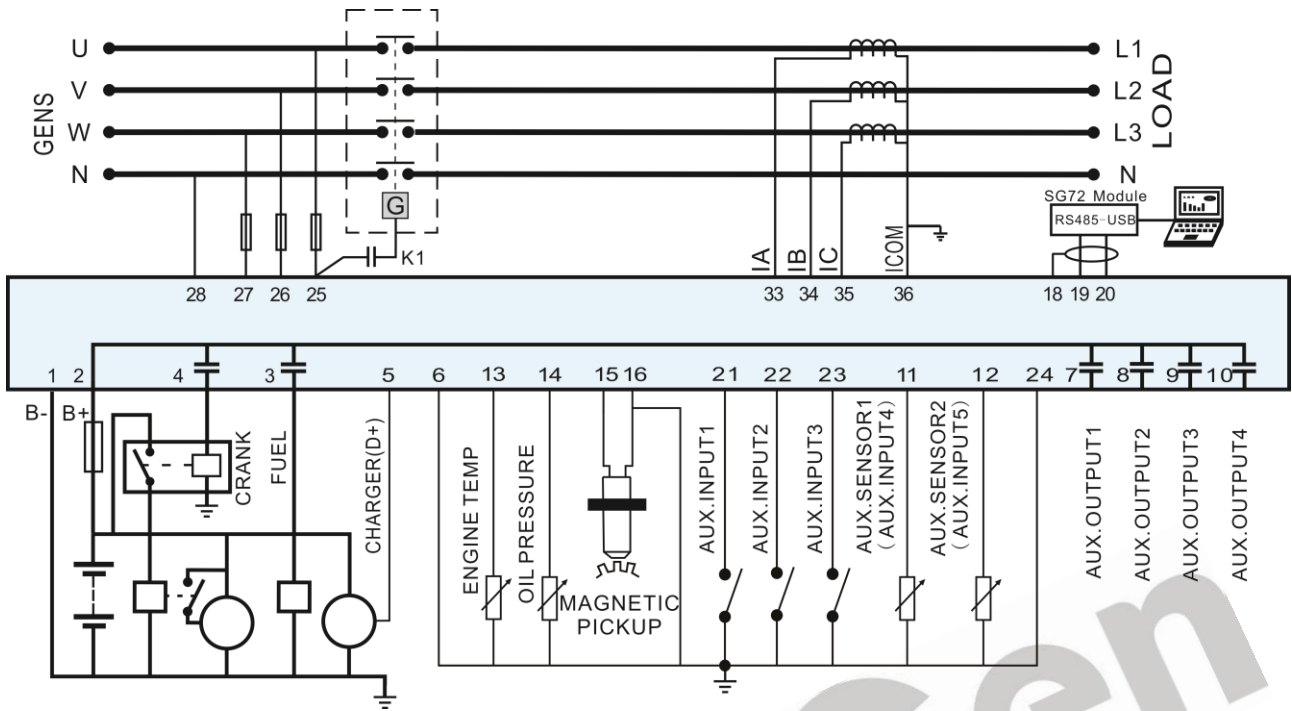 GENS
U
V
W
N
G
K1
L1
L2
L3
N
LOAD
SG72 Module
RS485-USB
IA
IB
IC
ICOM
28
27
26
25
33
34
35
36
18
19
20
1
2
4
3
5
6
13
14
15
16
21
22
23
11
12
24
7
8
9
10
B-
B+
CRANK
FUEL
CHARGER(D+)
ENGINE TEMP
OIL PRESSURE
MAGNETIC
PICKUP
AUX.INPUT1
AUX.INPUT2
AUX.INPUT3
AUX.SENSOR1
(AUX.INPUT4)
AUX.SENSOR2
(AUX.INPUT5)
AUX.OUTPUT1
AUX.OUTPUT2
AUX.OUTPUT3
AUX.OUTPUT4